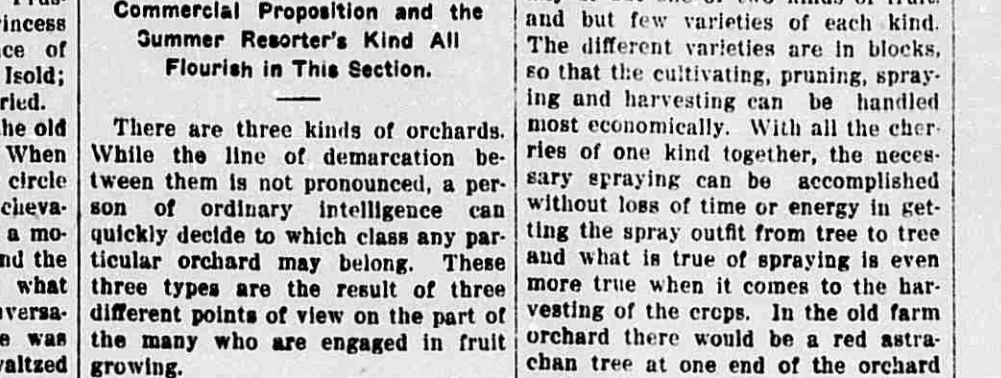 incess
ce of
Isold;
ried.
he old
When
circle
cheva-
a mo-
nd the
what
versa-
e was
valtzed
Commercial Proposition and the
Summer Resorter's Kind All
Flourish in This Section.
There are three kinds of orchards.
While the line of demarcation be-
tween them is not pronounced, a per-
son of ordinary intelligence can
quickly decide to which class any par-
ticular orchard may belong. These
three types are the result of three
different points of view on the part of
the many who are engaged in fruit
growing.
and but few varieties of each kind.
The different varieties are in blocks,
so that the cultivating, pruning, spray-
ing and harvesting can be handled
most economically. With all the cher-
ries of one kind together, the neces-
sary spraying can be accomplished
without loss of time or energy in get-
ting the spray outfit from tree to tree
and what is true of spraying is even
more true when it comes to the har-
vesting of the crops. In the old farm
orchard there would be a red astra-
chan tree at one end of the orchard